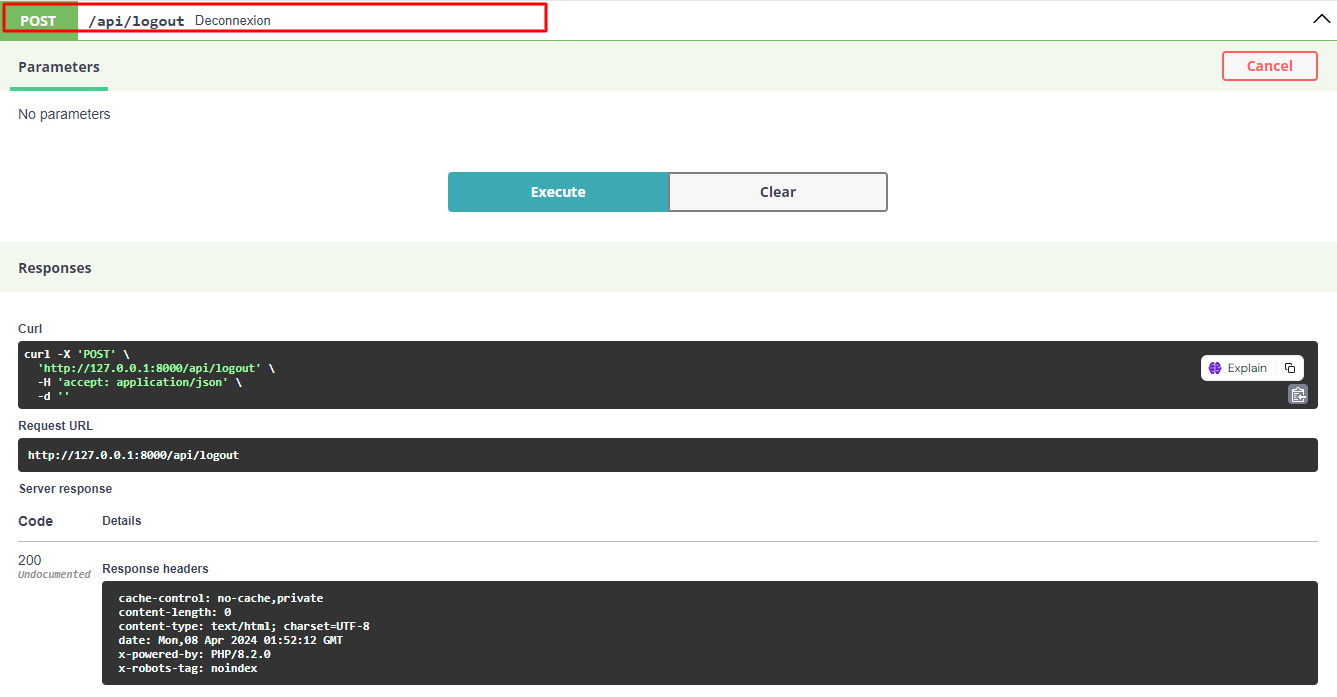 POST /api/logout Deconnexion
Parameters Cancel
No parameters
Execute Clear
Responses
Curl
curl -X 'POST' \
'http://127.0.0.1:8000/api/logout' \
-H 'accept: application/json' \
-d ''
Explain
Request URL
http://127.0.0.1:8000/api/logout
Server response
Code Details
200
Undocumented
Response headers
cache-control: no-cache,private
content-length: 0
content-type: text/html; charset=UTF-8
date: Mon,08 Apr 2024 01:52:12 GMT
x-powered-by: PHP/8.2.0
x-robots-tag: noindex